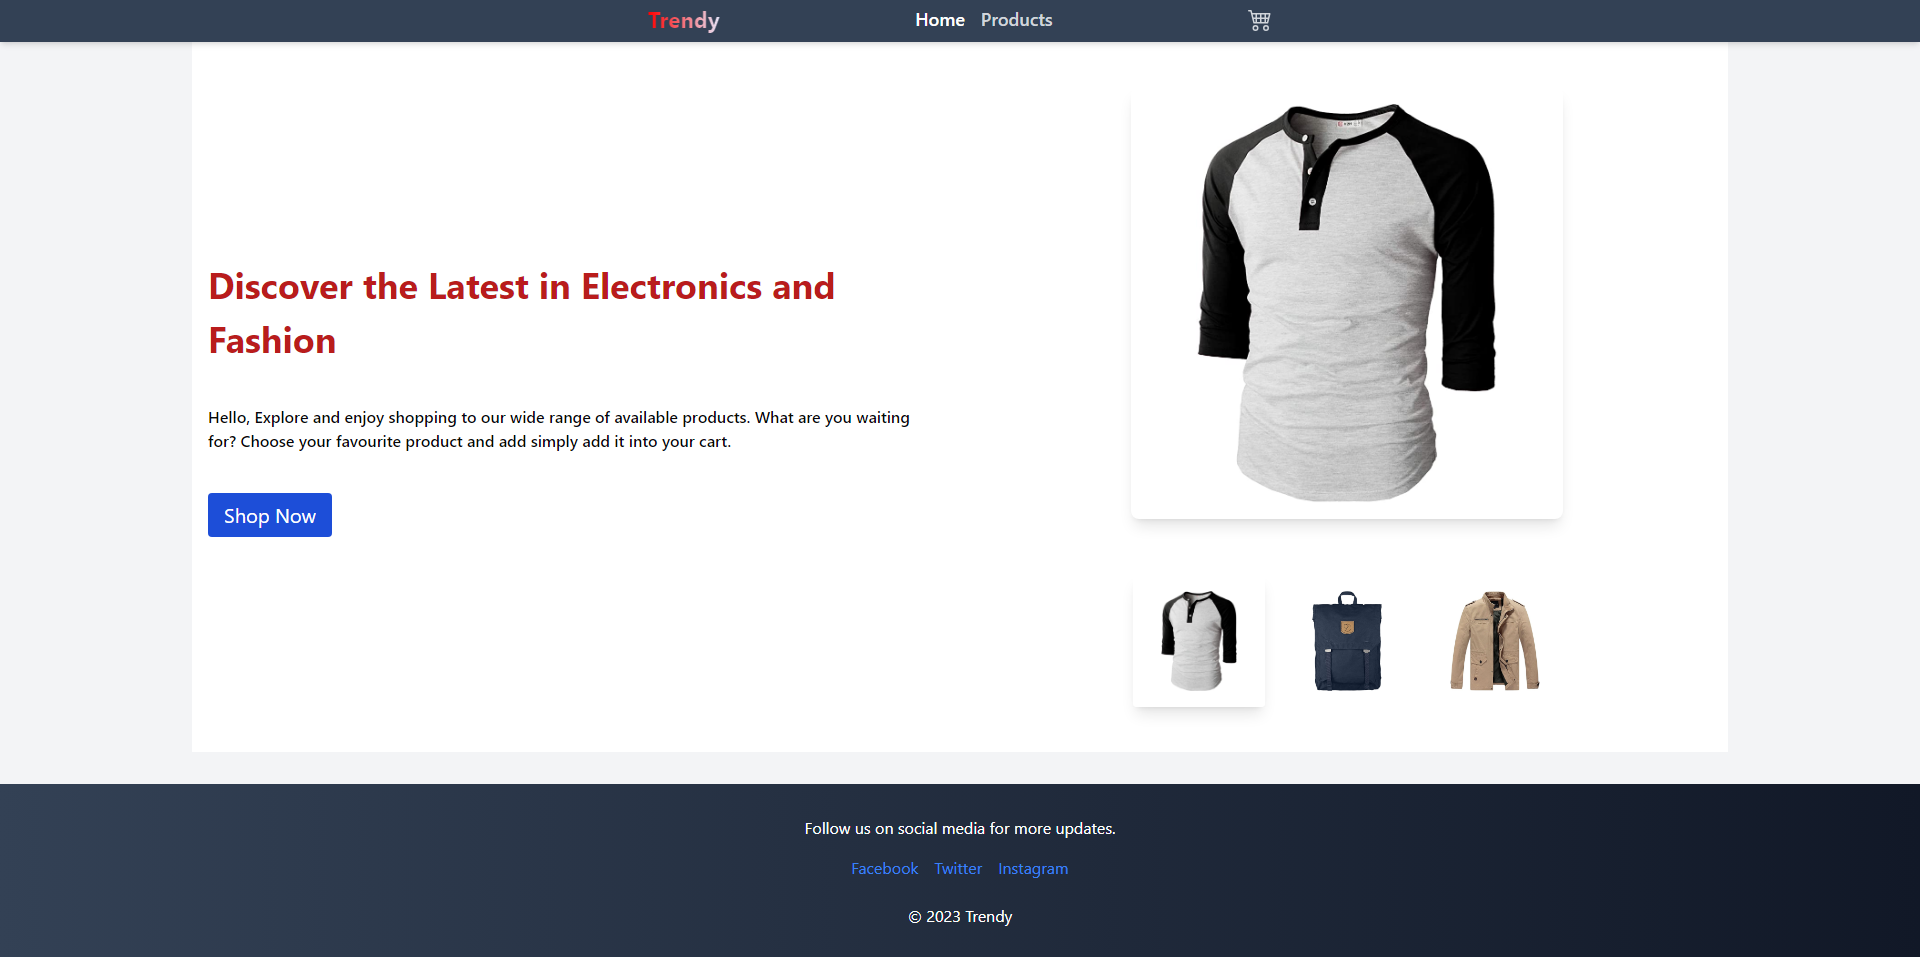 Trendy
Home Products
Discover the Latest in Electronics and
Fashion
Hello, Explore and enjoy shopping to our wide range of available products. What are you waiting
for? Choose your favourite product and add simply add it into your cart.
Shop Now
Follow us on social media for more updates.
Facebook Twitter Instagram
© 2023 Trendy